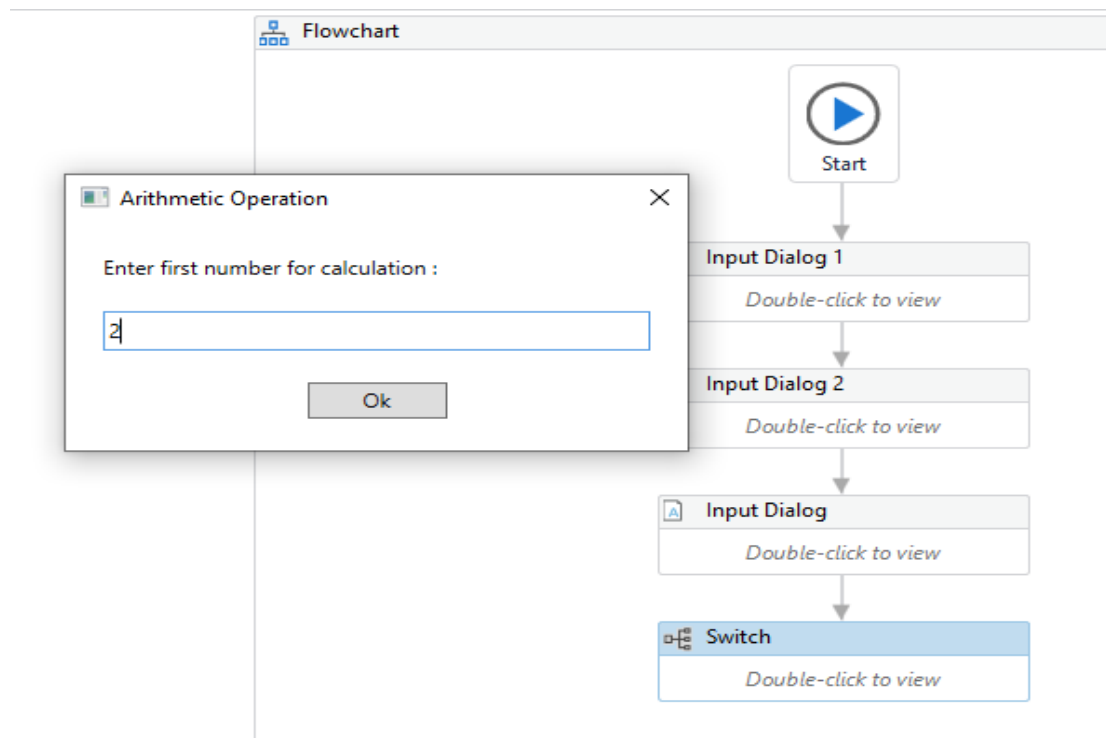 Flowchart
Start
Arithmetic Operation
Enter first number for calculation :
2
Ok
Input Dialog 1
Double-click to view
Input Dialog 2
Double-click to view
A
Input Dialog
Double-click to view
Switch
Double-click to view